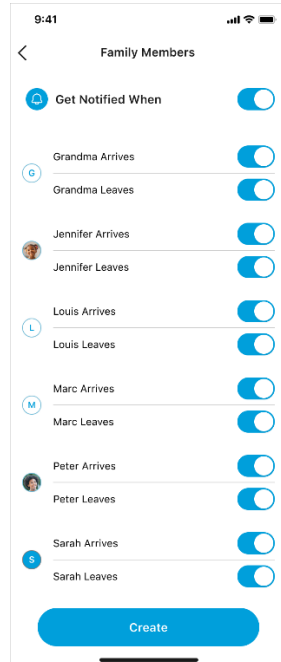 9:41
Family Members
Get Notified When
Grandma Arrives
G
Grandma Leaves
Jennifer Arrives
Jennifer Leaves
Louis Arrives
L
Louis Leaves
Marc Arrives
M
Marc Leaves
Peter Arrives
Peter Leaves
Sarah Arrives
S
Sarah Leaves
Create